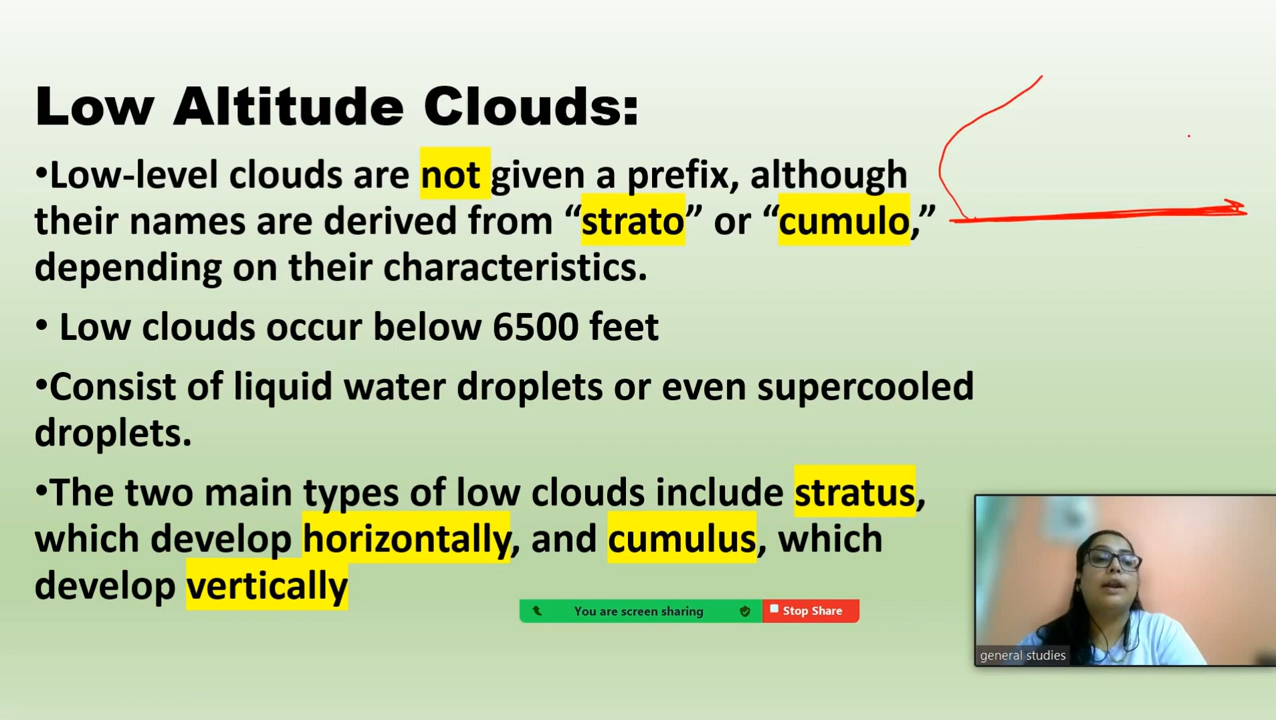 Low Altitude Clouds:
•Low-level clouds are not given a prefix, although
their names are derived from “strato” or “cumulo,”
depending on their characteristics.
• Low clouds occur below 6500 feet
•Consist of liquid water droplets or even supercooled
droplets.
•The two main types of low clouds include stratus,
which develop horizontally, and cumulus, which
develop vertically
You are screen sharing
Stop Share
general studies